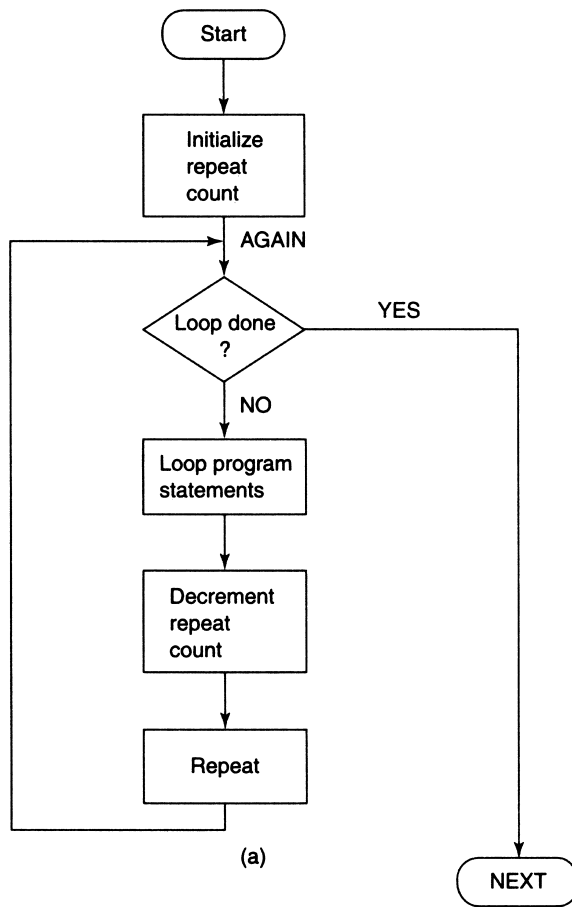 Start
Initialize
repeat
count
AGAIN
Loop done
?
YES
NO
Loop program
statements
Decrement
repeat
count
Repeat
(a)
NEXT